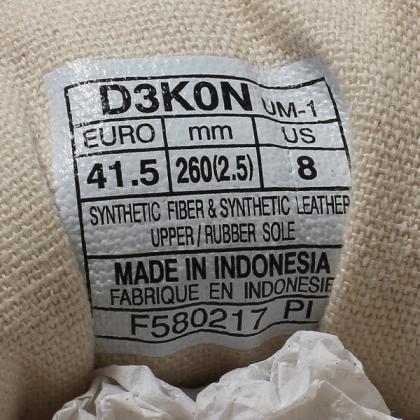 D3K0N UM-1
EURO mm US
41.5 260(2.5) 8
SYNTHETIC FIBER & SYNTHETIC LEATHER
UPPER / RUBBER SOLE
MADE IN INDONESIA
FABRIQUE EN INDONESIE
F580217 PI